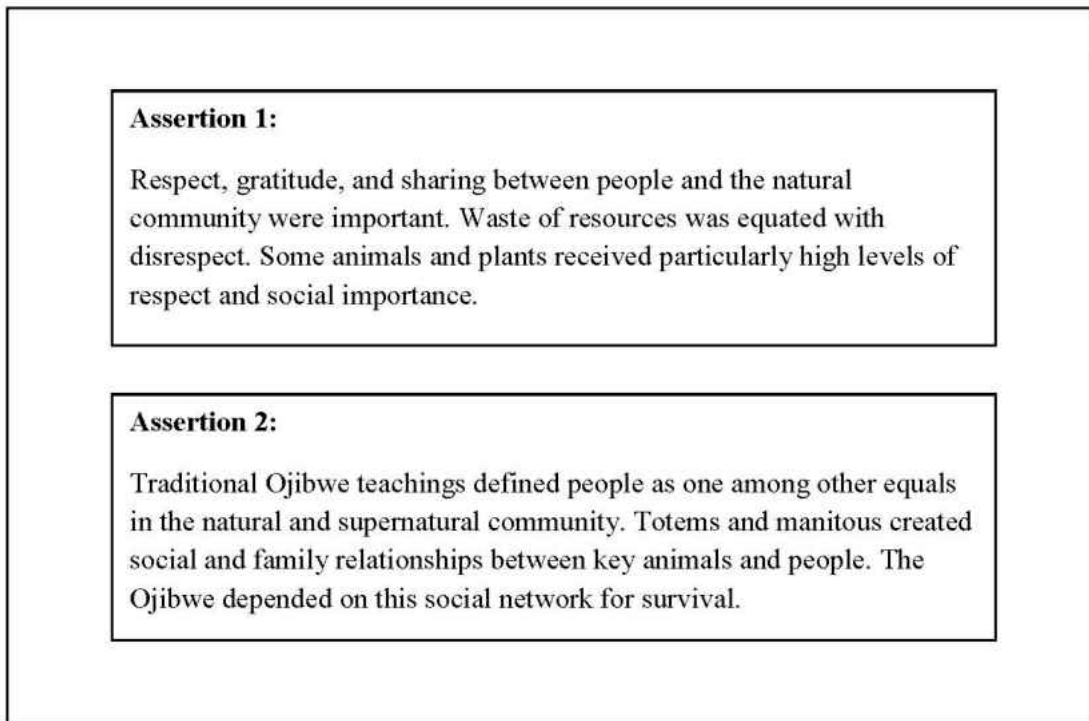 Assertion 1:
Respect, gratitude, and sharing between people and the natural
community were important. Waste of resources was equated with
disrespect. Some animals and plants received particularly high levels of
respect and social importance.
Assertion 2:
Traditional Ojibwe teachings defined people as one among other equals
in the natural and supernatural community. Totems and manitous created
social and family relationships between key animals and people. The
Ojibwe depended on this social network for survival.